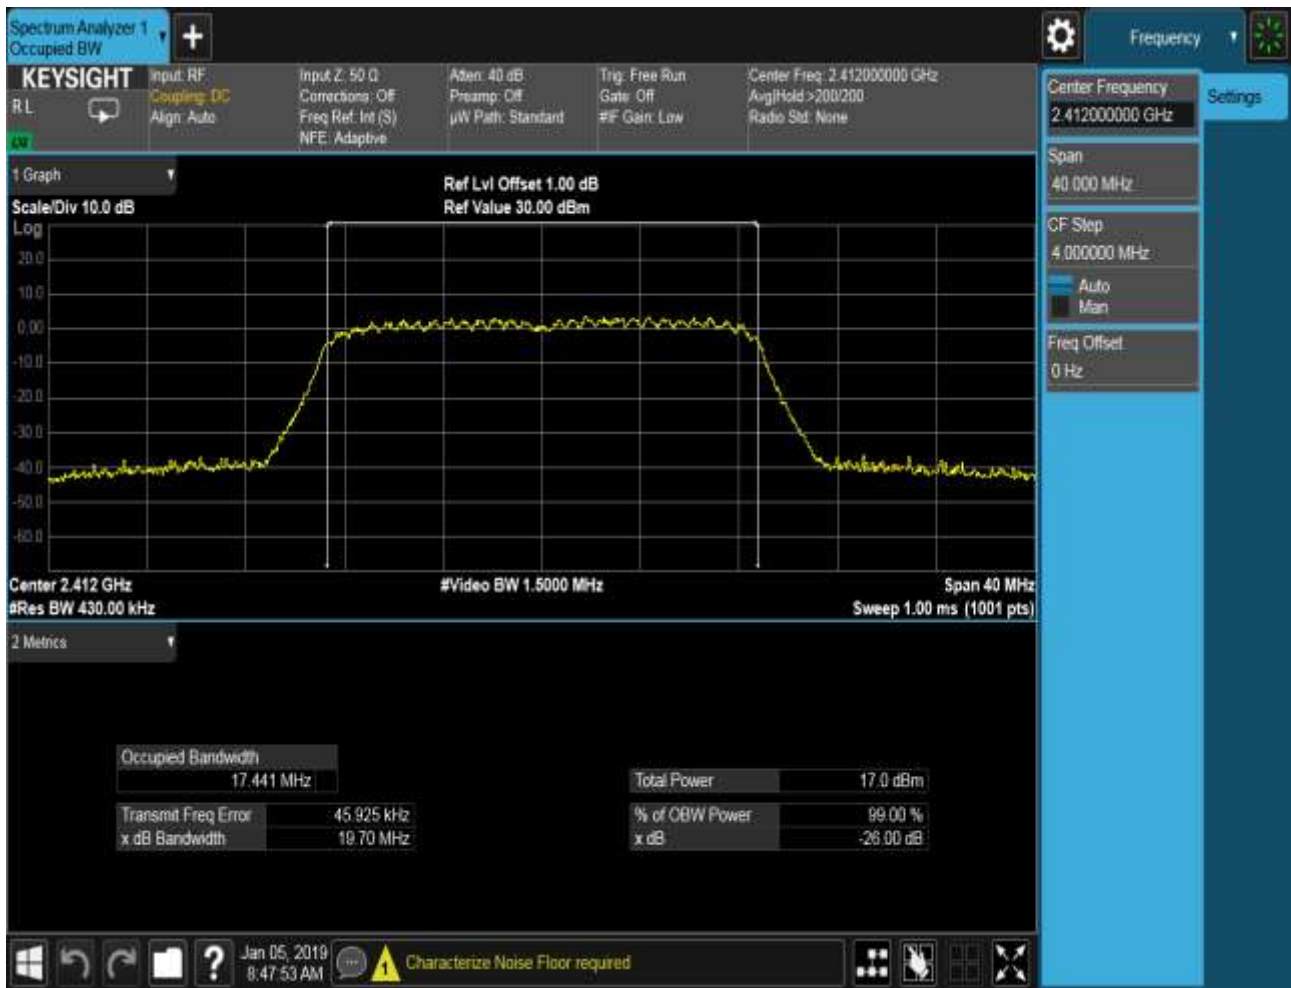 Spectrum Analyzer 1
Occupied BW
Frequency
KEYSIGHT
R L
Input: RF
Coupling: DC
Align: Auto
Input Z: 50 Ω
Corrections: Off
Freq Ref: Int (S)
NFE: Adaptive
Atten: 40 dB
Preamp: Off
µW Path: Standard
Trig: Free Run
Gate: Off
#IF Gain: Low
Center Freq: 2.412000000 GHz
Avg|Hold:>200/200
Radio Std: None
Center Frequency
2.412000000 GHz
Settings
Span
40.000 MHz
CF Step
4.000000 MHz
Auto
Man
Freq Offset
0 Hz
1 Graph
Scale/Div 10.0 dB
Ref Lvl Offset 1.00 dB
Ref Value 30.00 dBm
Log
20.0
10.0
0.00
-10.0
-20.0
-30.0
-40.0
-50.0
-60.0
Center 2.412 GHz
#Video BW 1.5000 MHz
Span 40 MHz
#Res BW 430.00 kHz
Sweep 1.00 ms (1001 pts)
2 Metrics
Occupied Bandwidth
17.441 MHz
Total Power 17.0 dBm
Transmit Freq Error 45.925 kHz
% of OBW Power 99.00 %
x dB Bandwidth 19.70 MHz
x dB -26.00 dB
?
Jan 05, 2019
8:47:53 AM
1
Characterize Noise Floor required